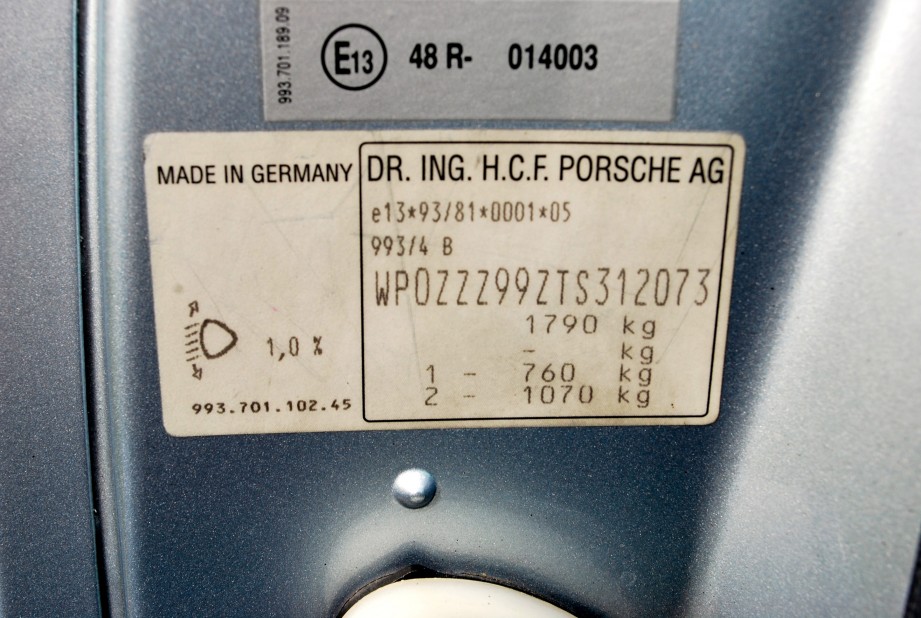 993.701.189.09
E13 48 R- 014003
MADE IN GERMANY
1,0 %
993.701.102.45
DR. ING. H.C.F. PORSCHE AG
e13*93/81*0001*05
993/4 B
WP0ZZZ99ZTS312073
1790 kg
- kg
1 - 760 kg
2 - 1070 kg